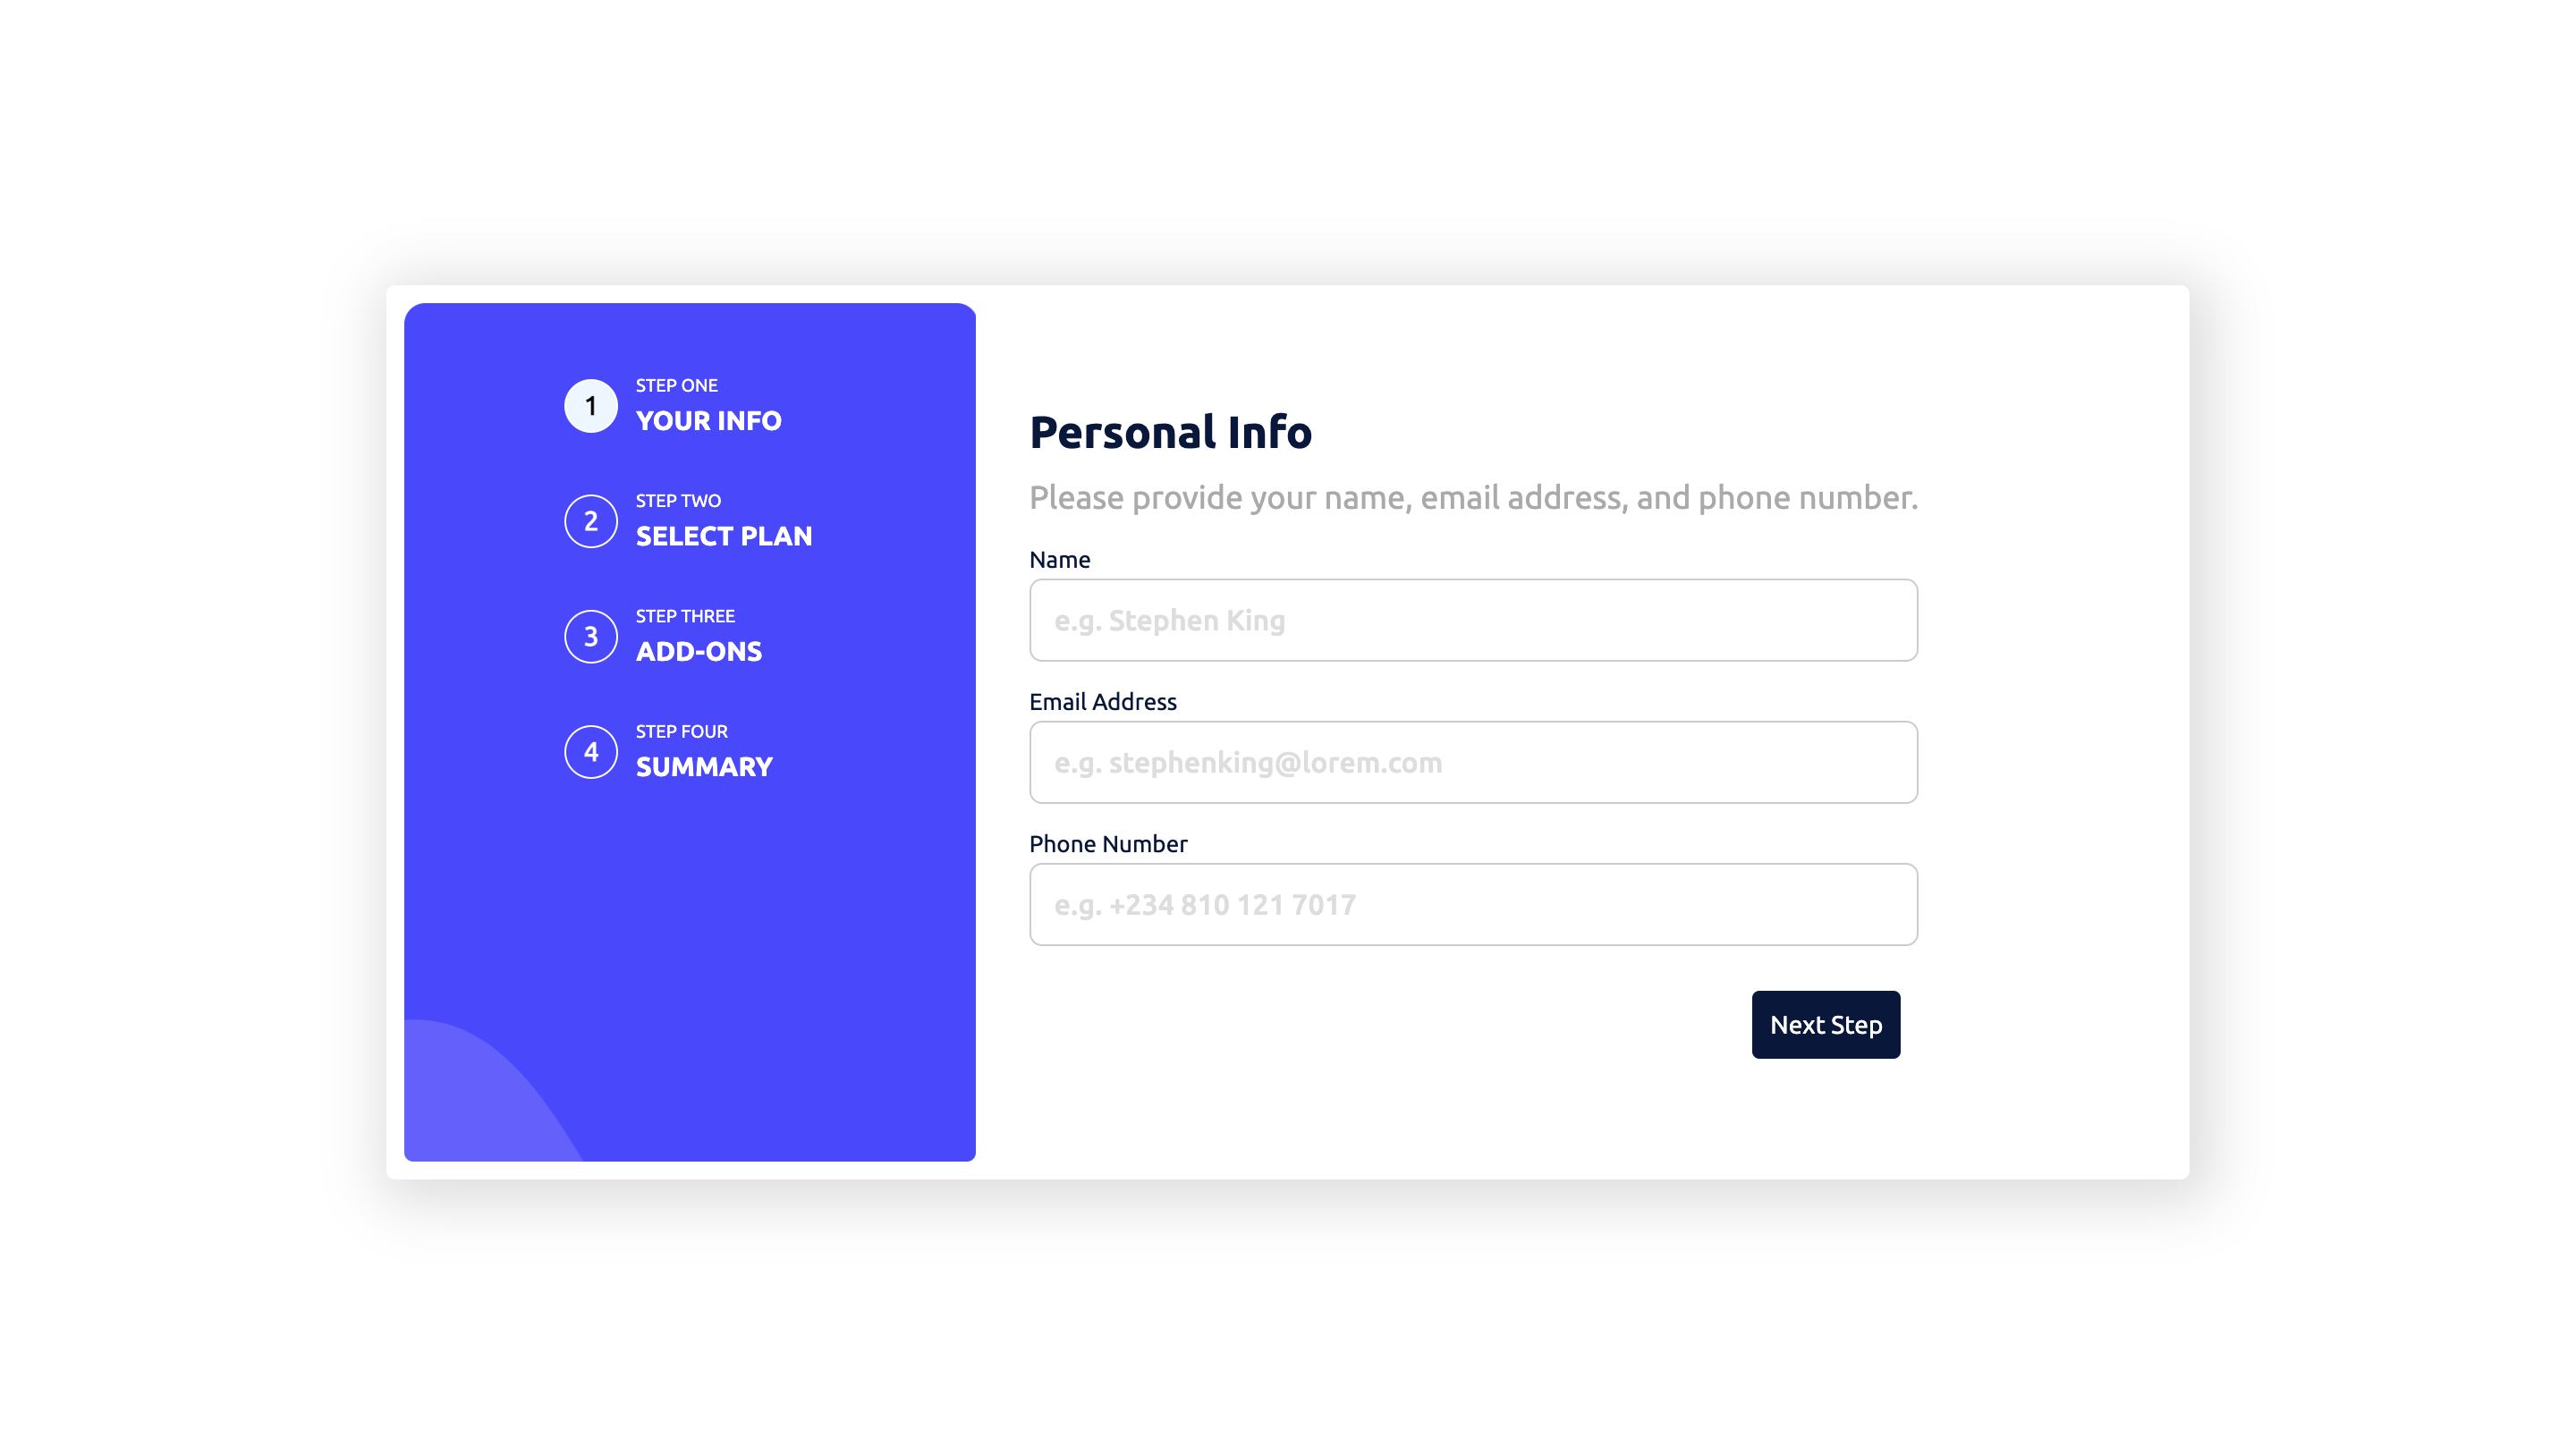 1
STEP ONE
YOUR INFO
2
STEP TWO
SELECT PLAN
3
STEP THREE
ADD-ONS
4
STEP FOUR
SUMMARY
Personal Info
Please provide your name, email address, and phone number.
Name
e.g. Stephen King
Email Address
e.g. stephenking@lorem.com
Phone Number
e.g. +234 810 121 7017
Next Step